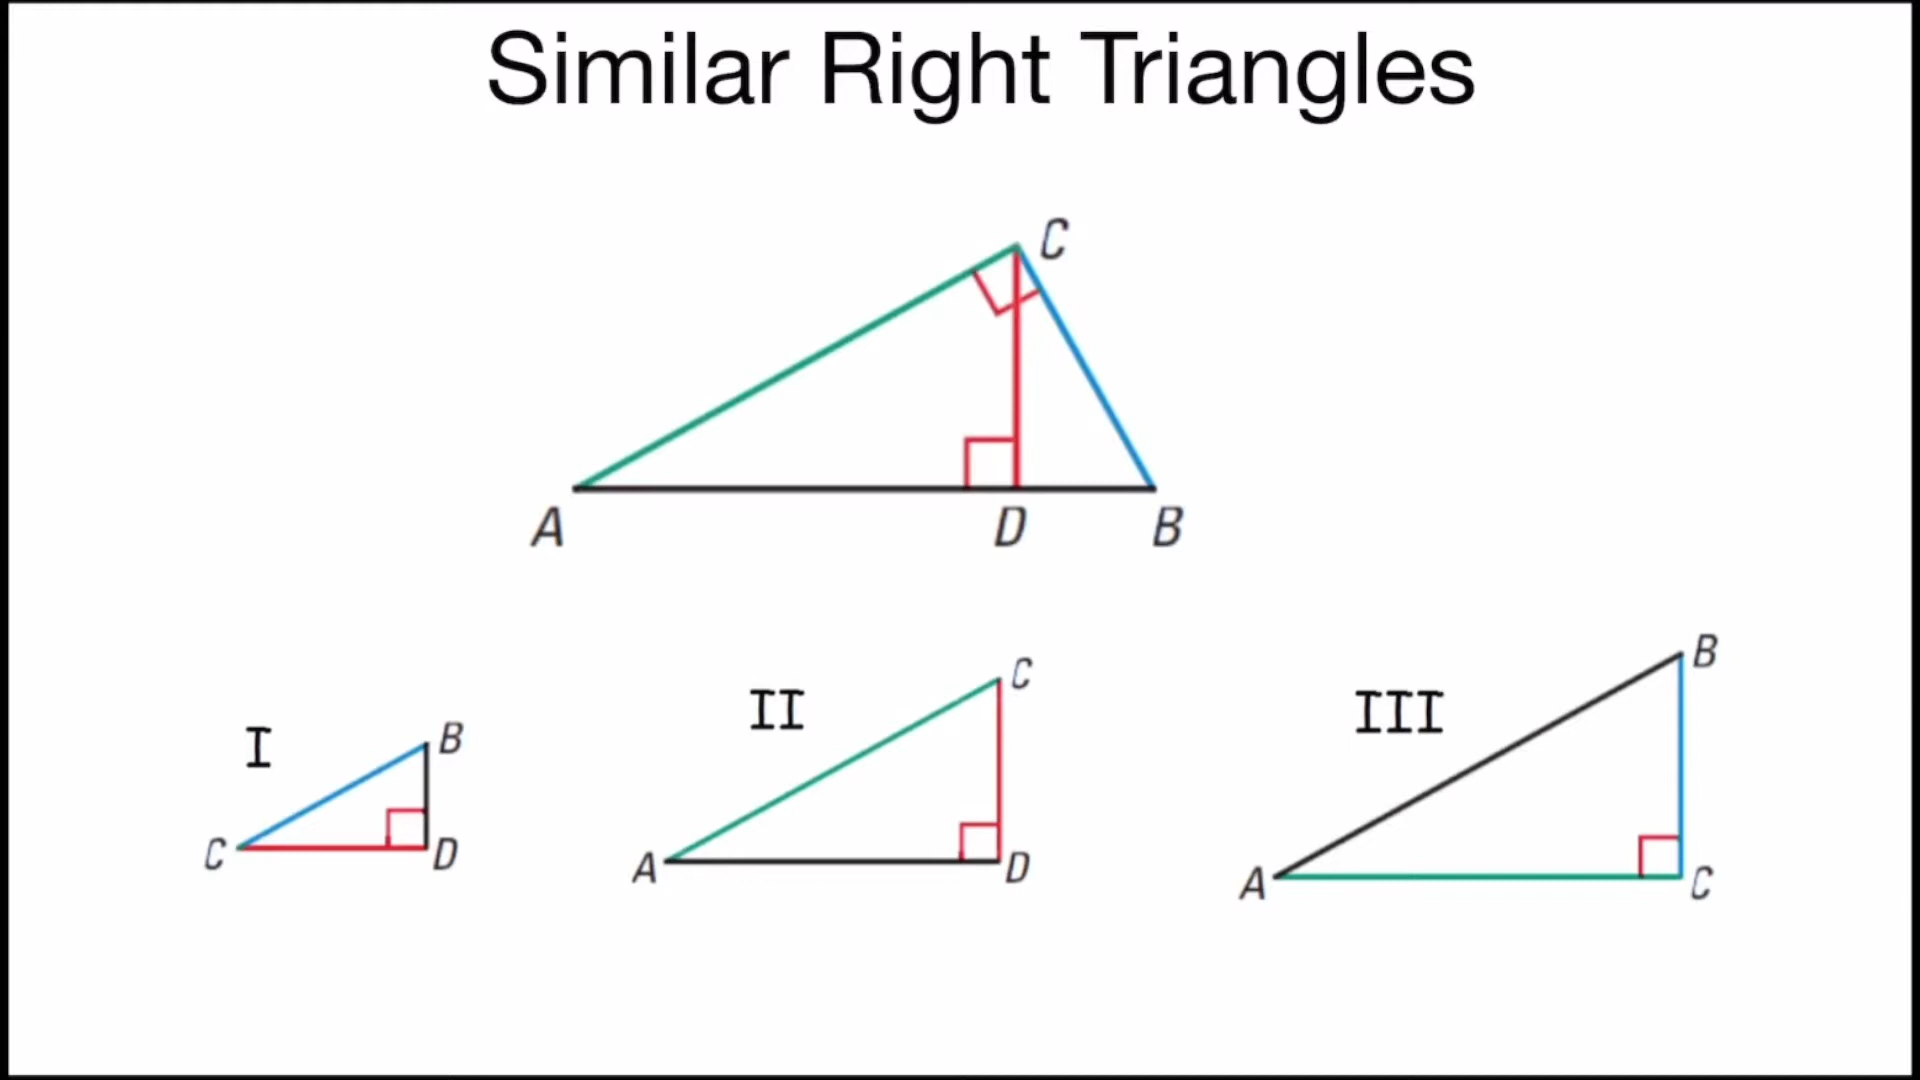 Similar Right Triangles
C
A D B
I
B
C D
II
C
A D
III
B
A C